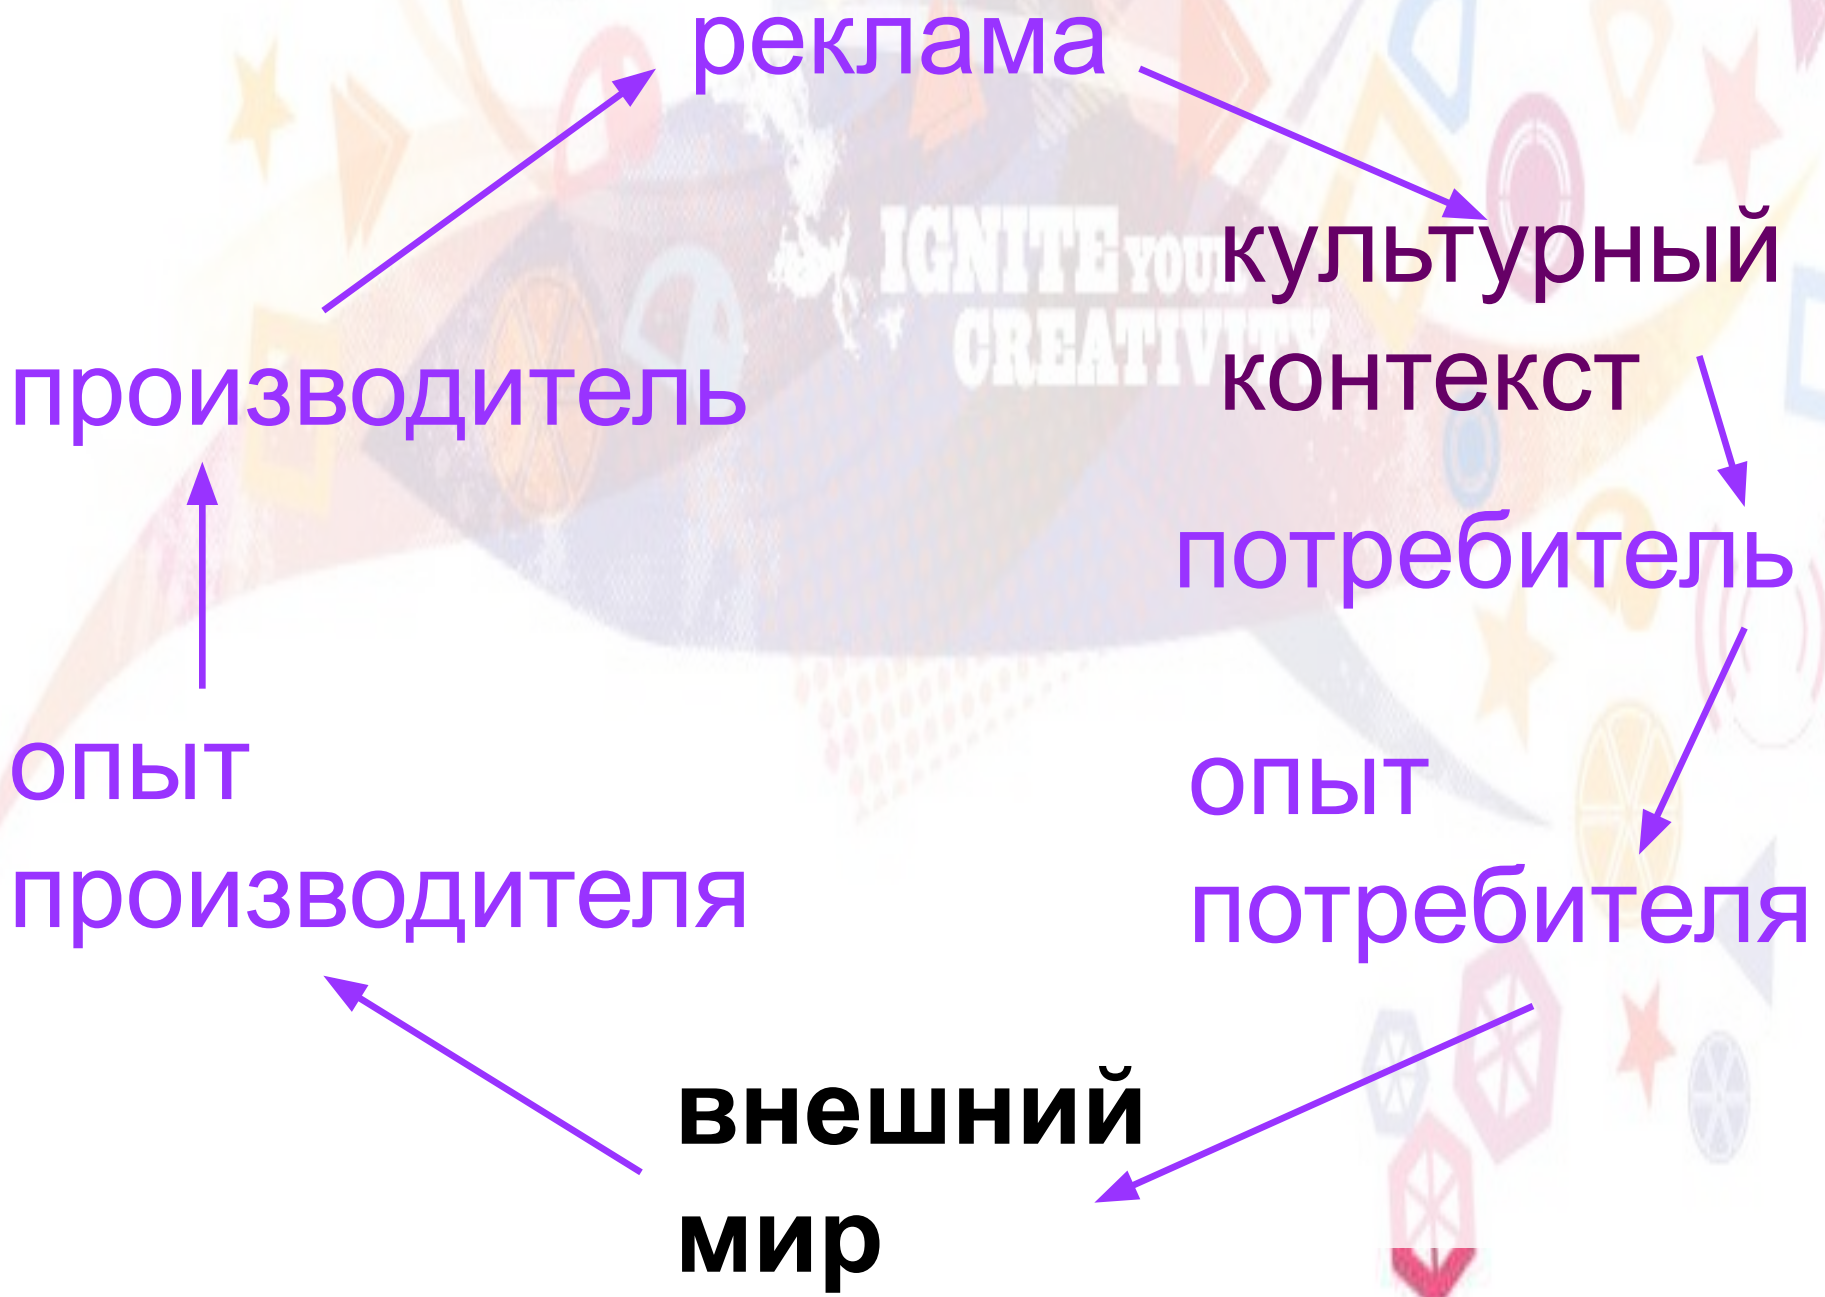 реклама
IGNITE YOUR
CREATIVITY
культурный
контекст
производитель
потребитель
опыт
производителя
опыт
потребителя
внешний
мир